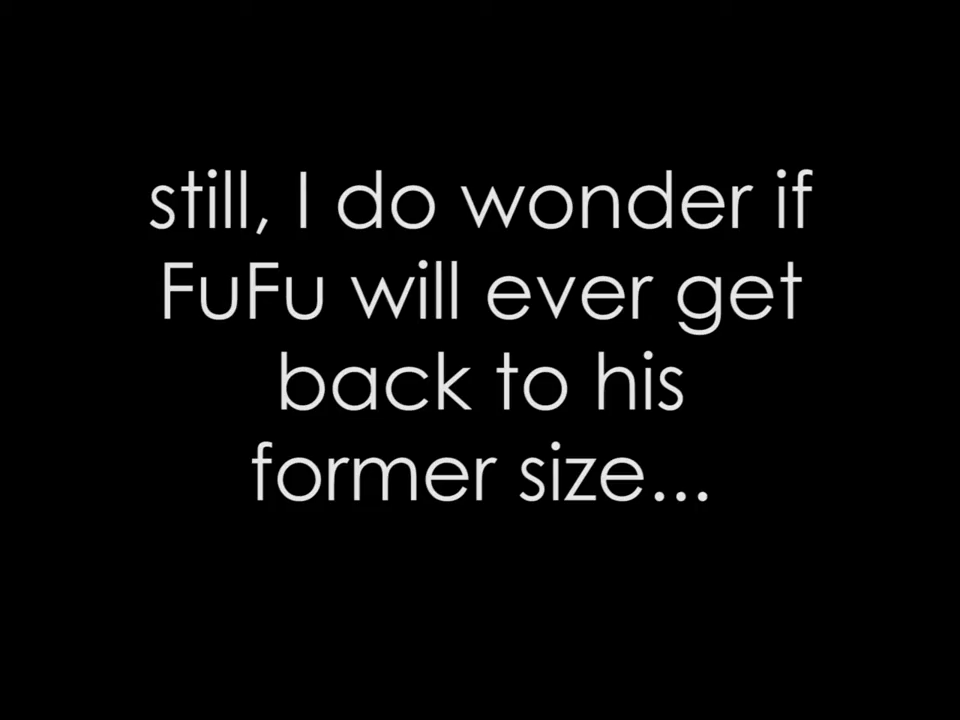 still, I do wonder if
FuFu will ever get
back to his
former size...